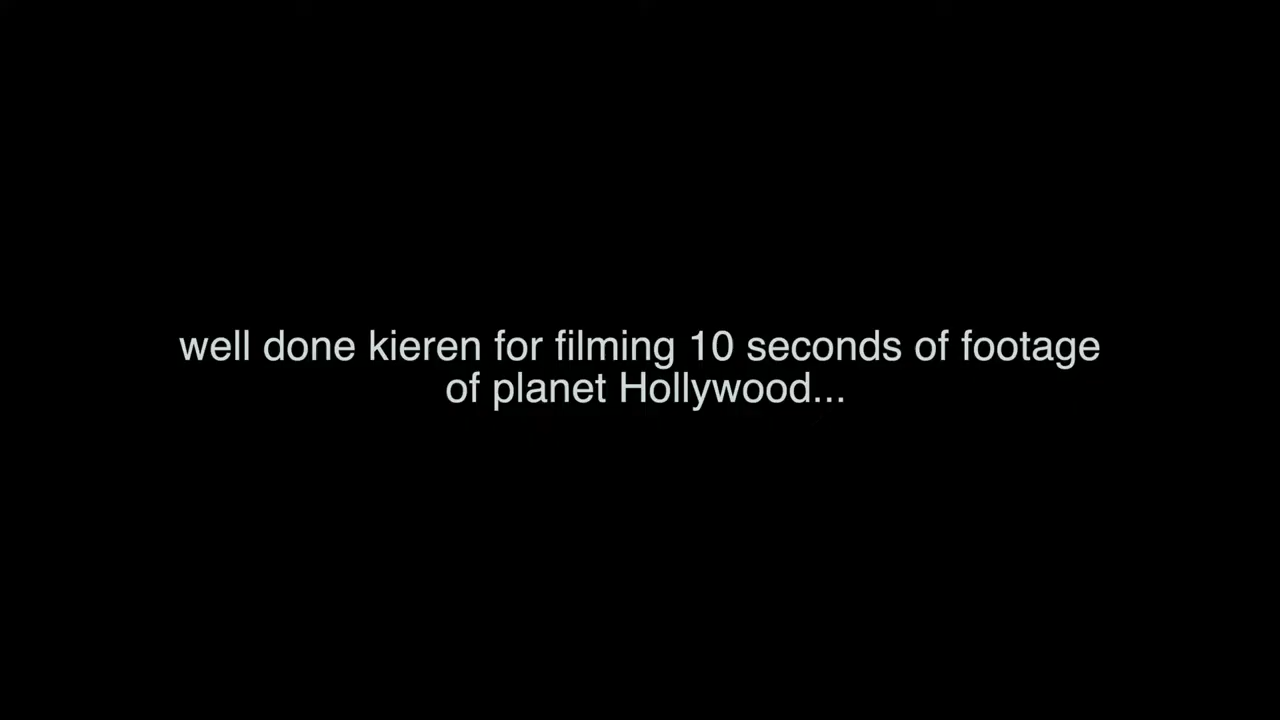 well done kieren for filming 10 seconds of footage
of planet Hollywood...